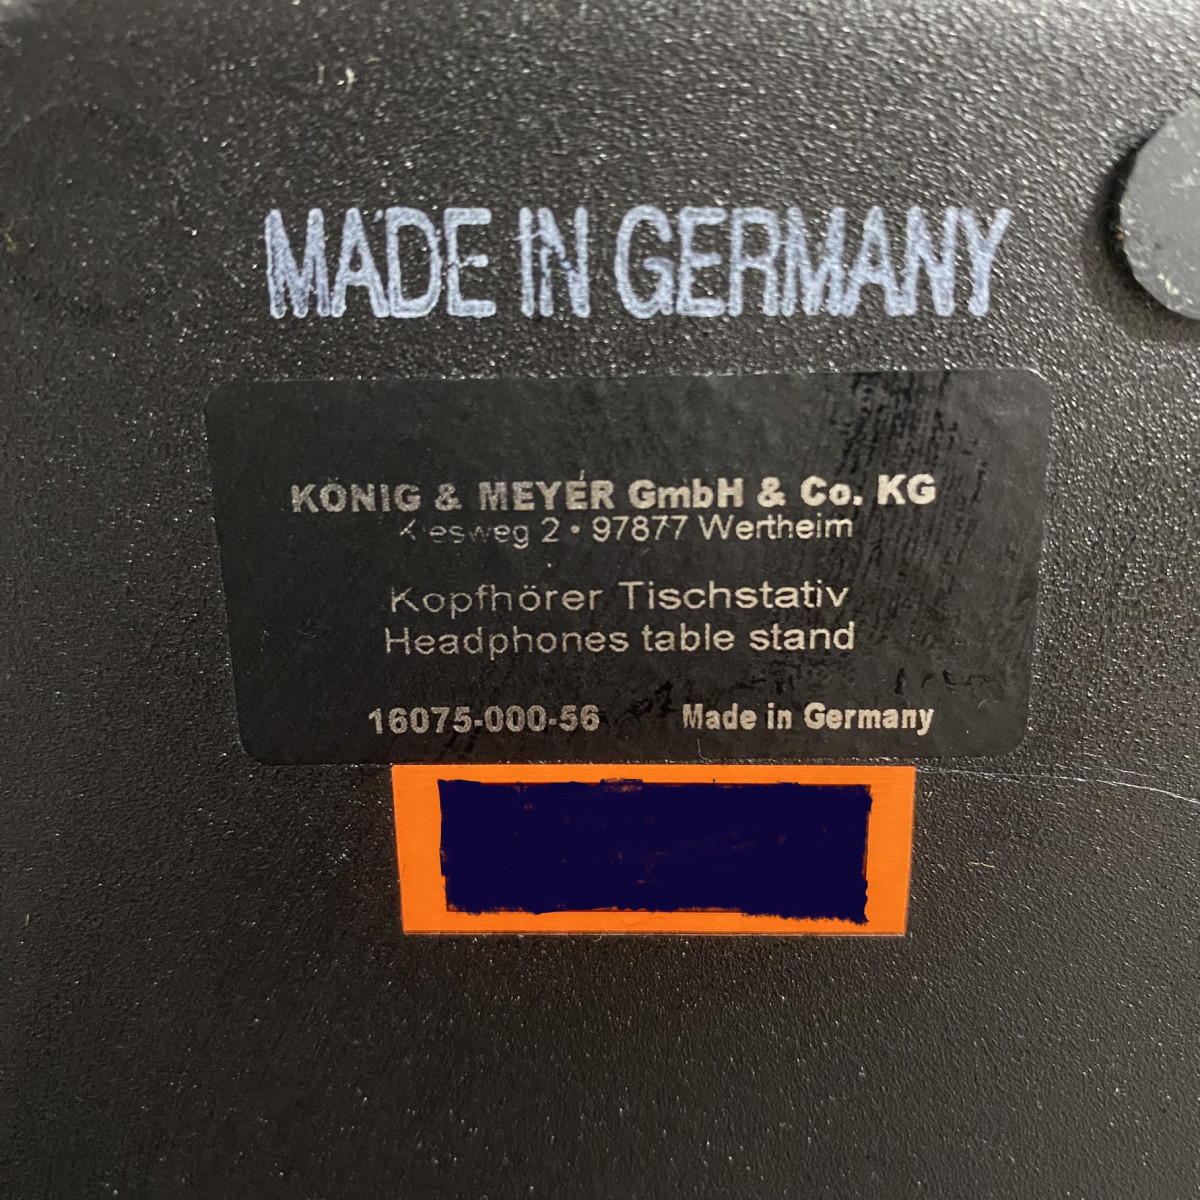 MADE IN GERMANY
KÖNIG & MEYER GmbH & Co. KG
Kiesweg 2 • 97877 Wertheim
Kopfhörer Tischstativ
Headphones table stand
16075-000-56 Made in Germany